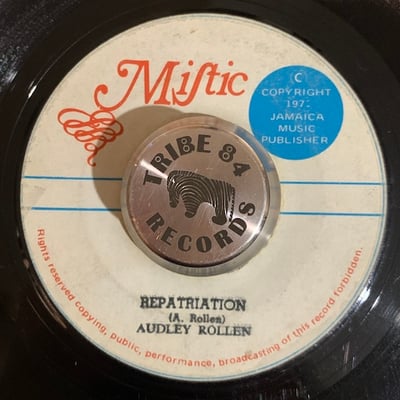 Miſtic
C
COPYRIGHT
197.
JAMAICA
MUSIC
PUBLISHER
TRIBE 84
RECORDS
REPATRIATION
(A. Rollen)
AUDLEY ROLLEN
Rights reserved copying, public, performance, broadcasting of this record forbidden.